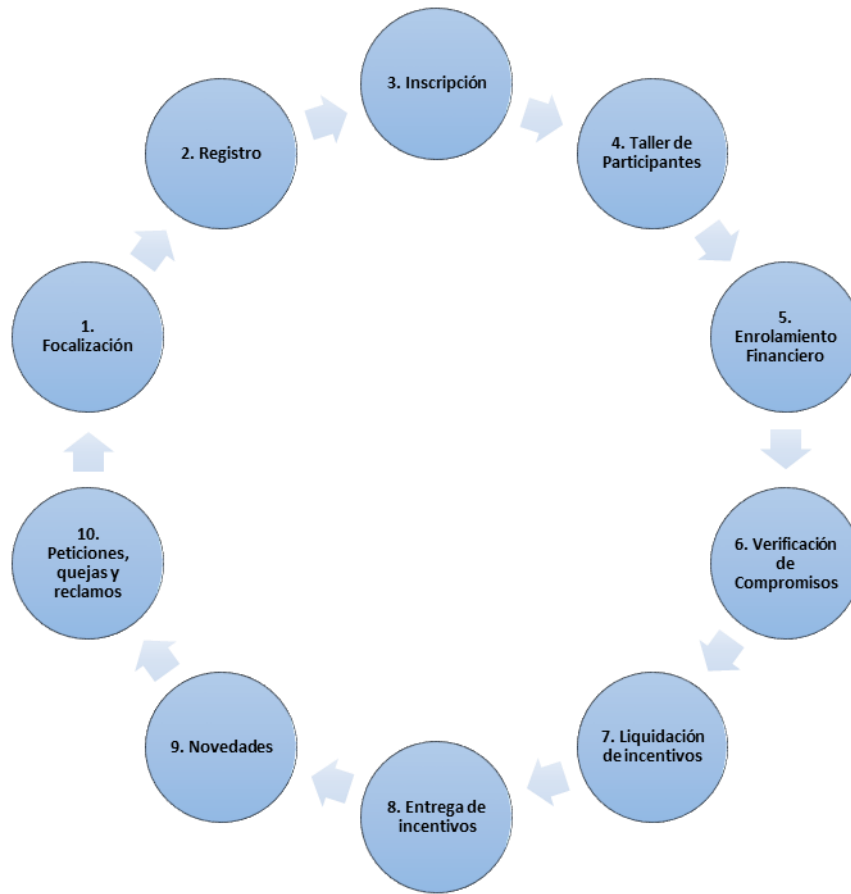 1.
Focalización
2. Registro
3. Inscripción
4. Taller de
Participantes
5.
Enrolamiento
Financiero
6. Verificación
de
Compromisos
7. Liquidación
de incentivos
8. Entrega de
incentivos
9. Novedades
10.
Peticiones,
quejas y
reclamos